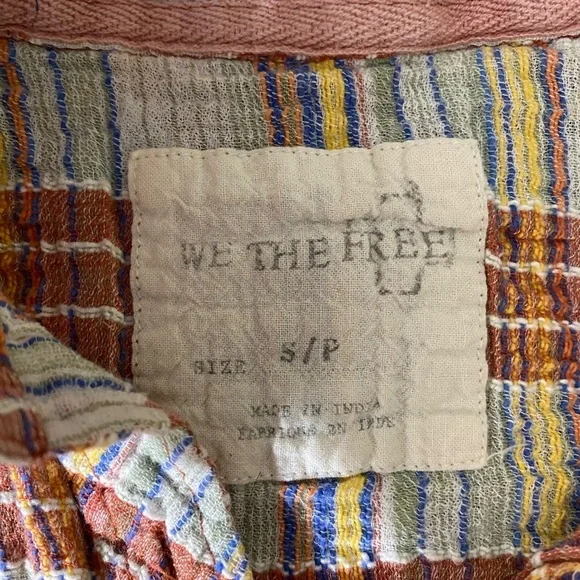 WE THE FREE
SIZE S/P
MADE IN INDIA
FABRIQUE EN INDE